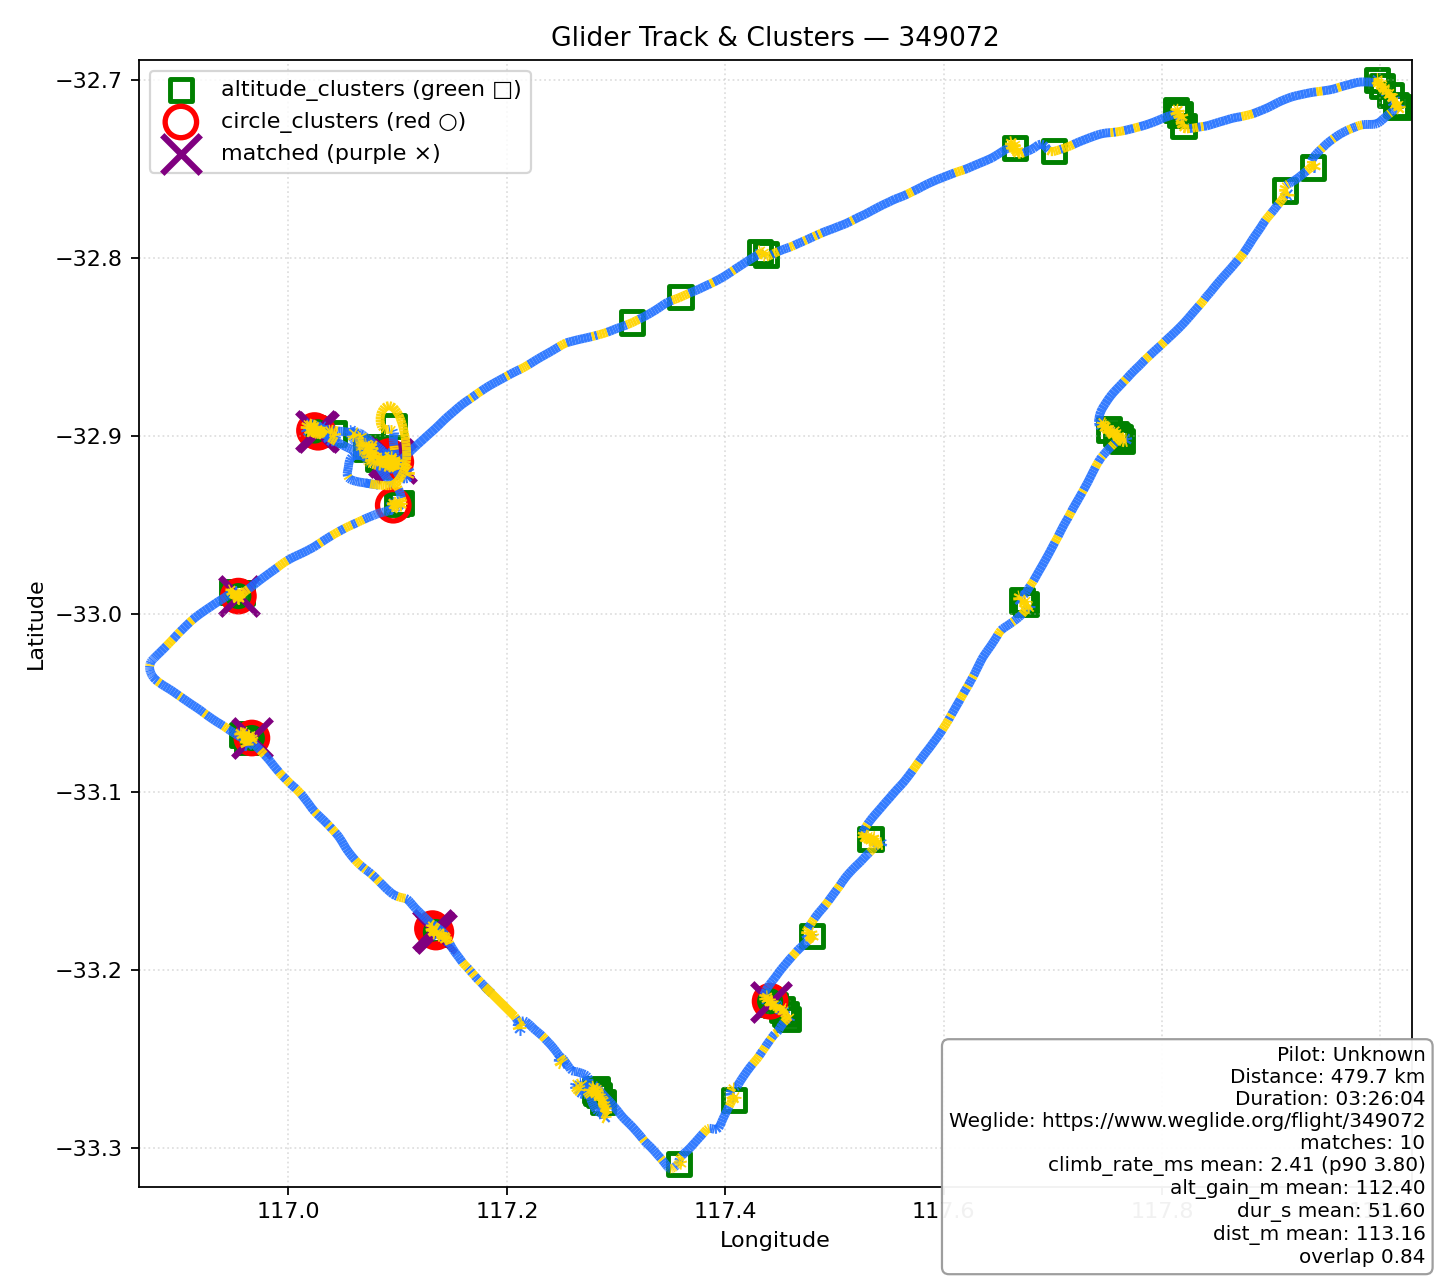 Glider Track & Clusters — 349072
altitude_clusters (green □)
circle_clusters (red ○)
matched (purple ×)
−32.7
−32.8
−32.9
−33.0
−33.1
−33.2
−33.3
Latitude
117.0
117.2
117.4
117.6
117.8
Longitude
Pilot: Unknown
Distance: 479.7 km
Duration: 03:26:04
Weglide: https://www.weglide.org/flight/349072
matches: 10
climb_rate_ms mean: 2.41 (p90 3.80)
alt_gain_m mean: 112.40
dur_s mean: 51.60
dist_m mean: 113.16
overlap 0.84